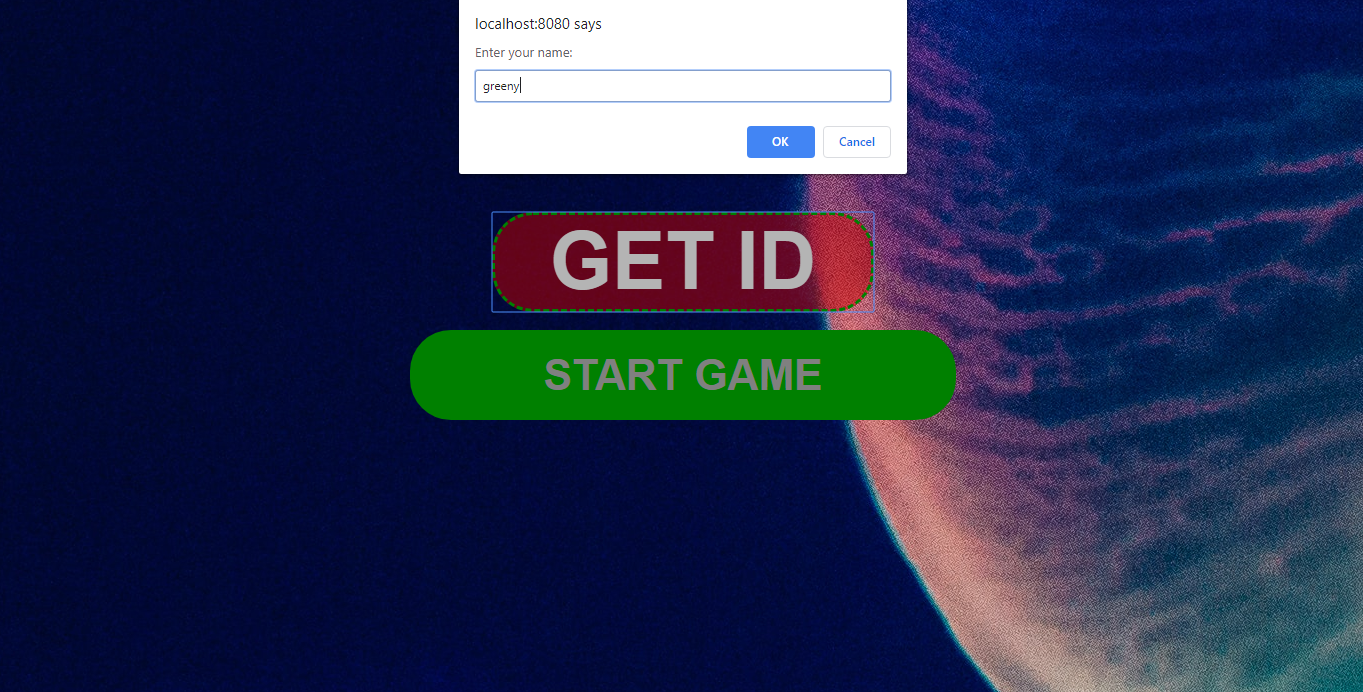 localhost:8080 says
Enter your name:
greeny
OK Cancel
GET ID
START GAME